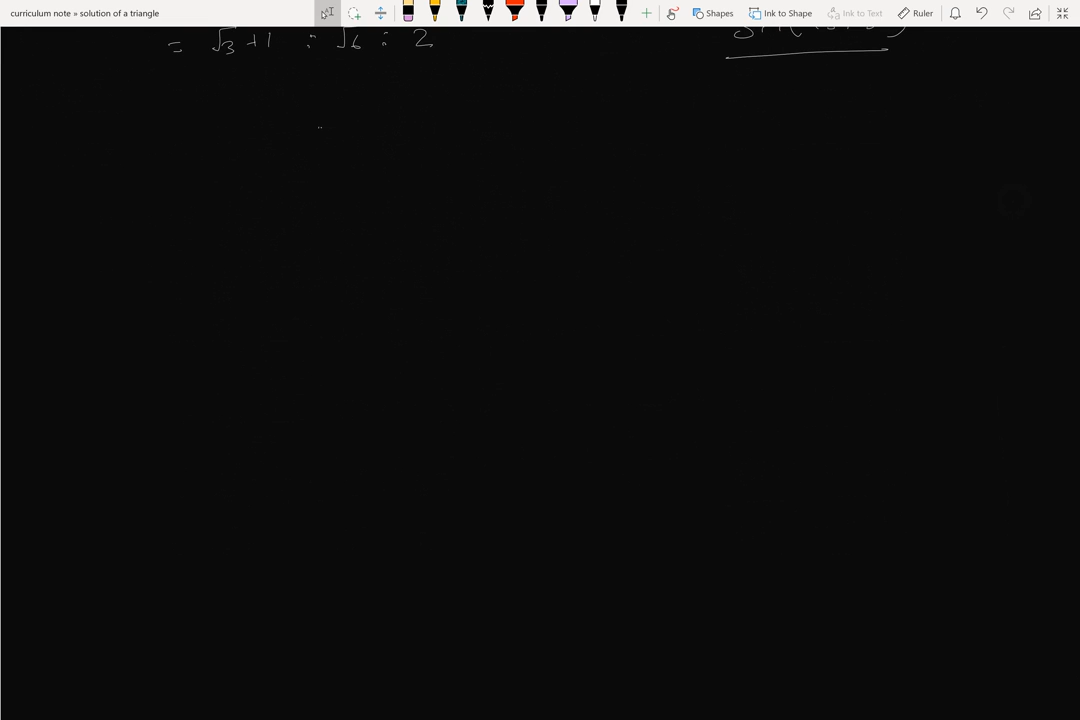 curriculum note » solution of a triangle
Shapes Ink to Shape Ink to Text Ruler
= √3 +1 : √6 : 2